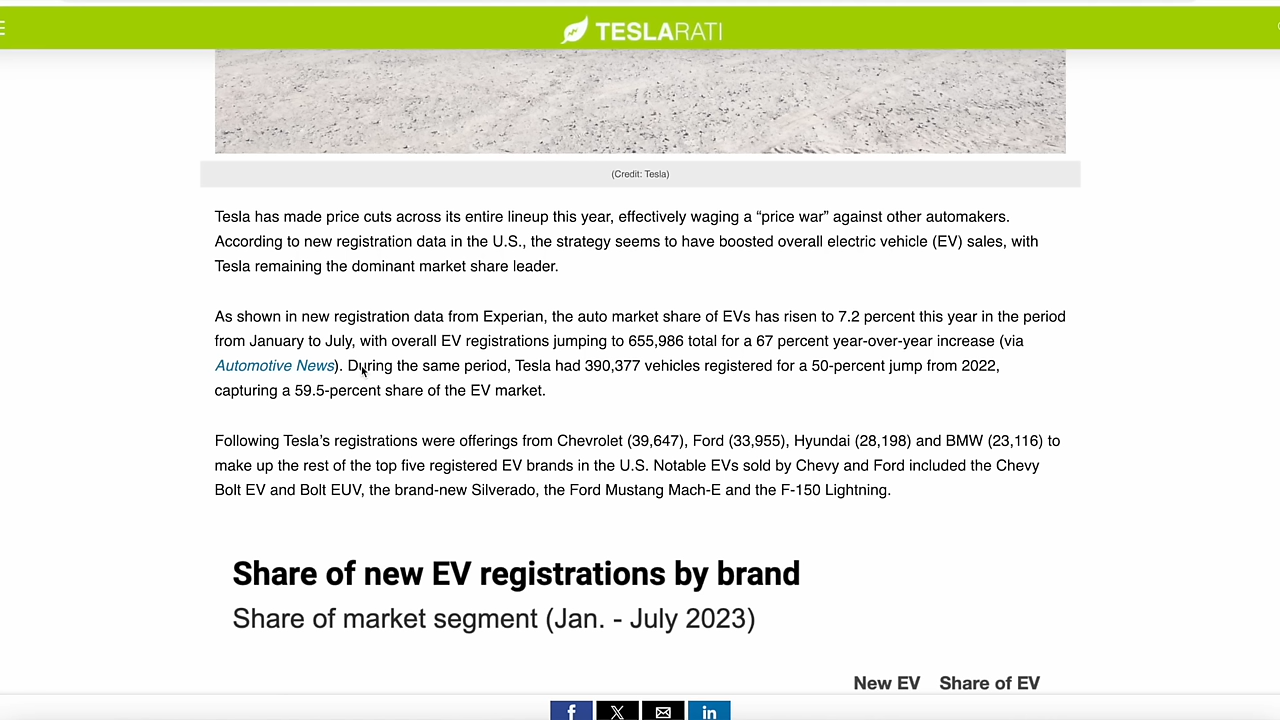 TESLARATI
(Credit: Tesla)
Tesla has made price cuts across its entire lineup this year, effectively waging a “price war” against other automakers.
According to new registration data in the U.S., the strategy seems to have boosted overall electric vehicle (EV) sales, with
Tesla remaining the dominant market share leader.
As shown in new registration data from Experian, the auto market share of EVs has risen to 7.2 percent this year in the period
from January to July, with overall EV registrations jumping to 655,986 total for a 67 percent year-over-year increase (via
Automotive News). During the same period, Tesla had 390,377 vehicles registered for a 50-percent jump from 2022,
capturing a 59.5-percent share of the EV market.
Following Tesla’s registrations were offerings from Chevrolet (39,647), Ford (33,955), Hyundai (28,198) and BMW (23,116) to
make up the rest of the top five registered EV brands in the U.S. Notable EVs sold by Chevy and Ford included the Chevy
Bolt EV and Bolt EUV, the brand-new Silverado, the Ford Mustang Mach-E and the F-150 Lightning.
Share of new EV registrations by brand
Share of market segment (Jan. - July 2023)
New EV Share of EV